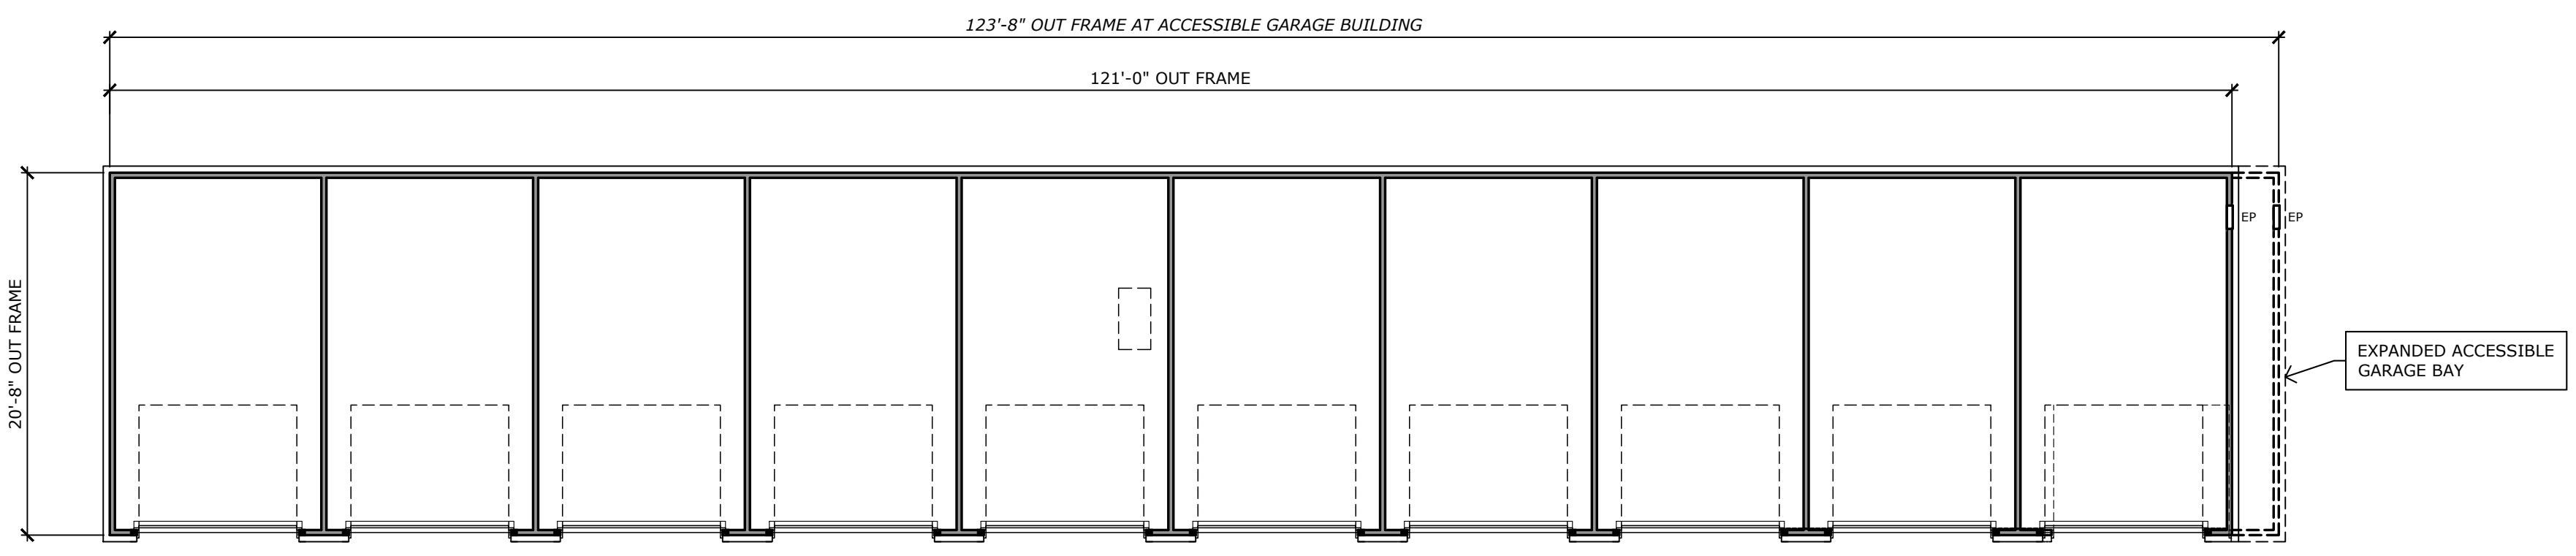 123'-8" OUT FRAME AT ACCESSIBLE GARAGE BUILDING
121'-0" OUT FRAME
20'-8" OUT FRAME
EP
EP
EXPANDED ACCESSIBLE
GARAGE BAY